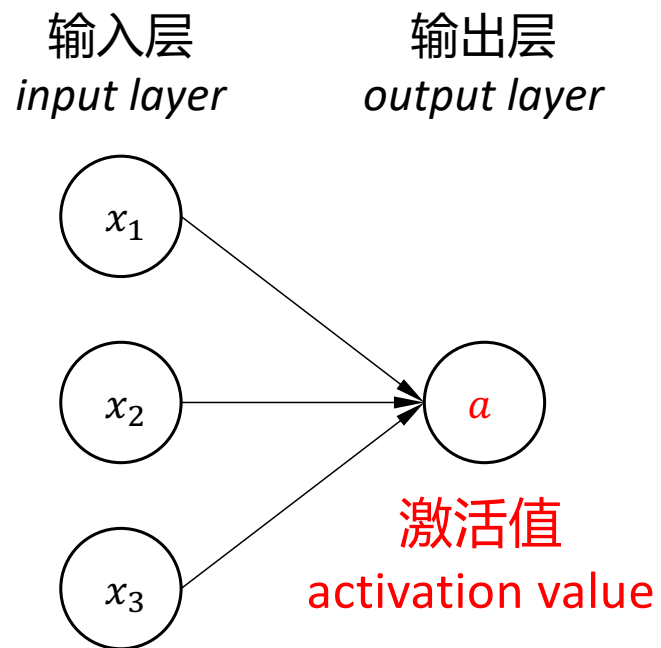 输入层
input layer
输出层
output layer
x₁
x₂
x₃
a
激活值
activation value